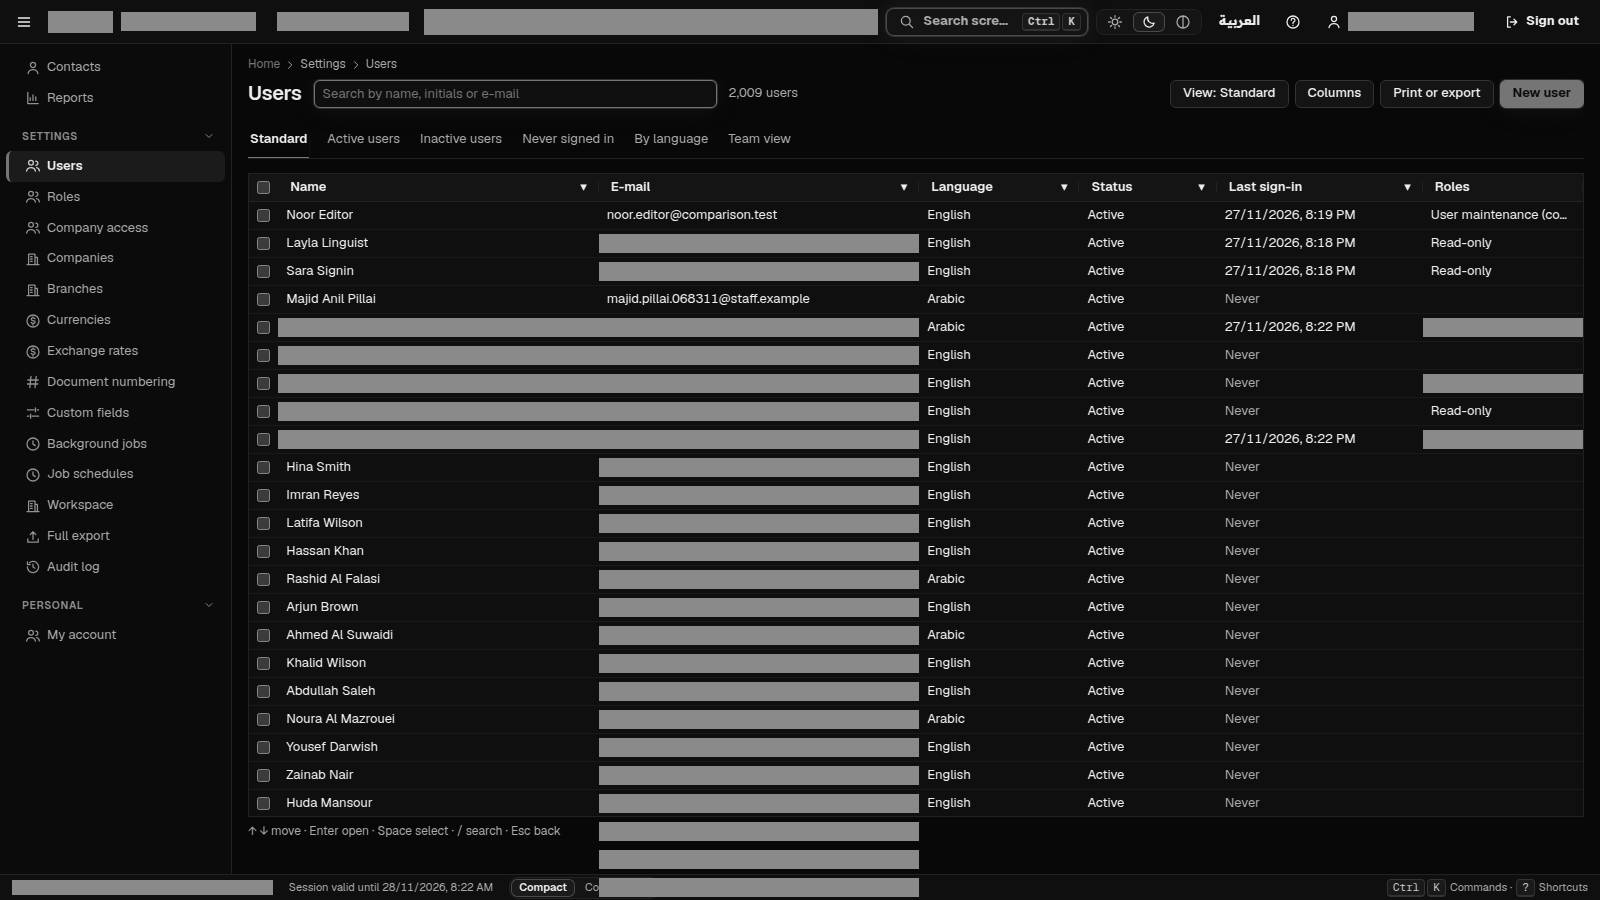 Search scre... Ctrl K العربية Sign out
Contacts
Reports
SETTINGS
Users
Roles
Company access
Companies
Branches
Currencies
Exchange rates
Document numbering
Custom fields
Background jobs
Job schedules
Workspace
Full export
Audit log
PERSONAL
My account
Home > Settings > Users
Users Search by name, initials or e-mail 2,009 users View: Standard Columns Print or export New user
Standard Active users Inactive users Never signed in By language Team view
Name ▼ E-mail ▼ Language ▼ Status ▼ Last sign-in ▼ Roles
Noor Editor noor.editor@comparison.test English Active 27/11/2026, 8:19 PM User maintenance (co...
Layla Linguist English Active 27/11/2026, 8:18 PM Read-only
Sara Signin English Active 27/11/2026, 8:18 PM Read-only
Majid Anil Pillai majid.pillai.068311@staff.example Arabic Active Never
Arabic Active 27/11/2026, 8:22 PM
English Active Never
English Active Never
English Active Never Read-only
English Active 27/11/2026, 8:22 PM
Hina Smith English Active Never
Imran Reyes English Active Never
Latifa Wilson English Active Never
Hassan Khan English Active Never
Rashid Al Falasi Arabic Active Never
Arjun Brown English Active Never
Ahmed Al Suwaidi Arabic Active Never
Khalid Wilson English Active Never
Abdullah Saleh English Active Never
Noura Al Mazrouei Arabic Active Never
Yousef Darwish English Active Never
Zainab Nair English Active Never
Huda Mansour English Active Never
↑↓ move · Enter open · Space select · / search · Esc back
Session valid until 28/11/2026, 8:22 AM Compact Ctrl K Commands · ? Shortcuts